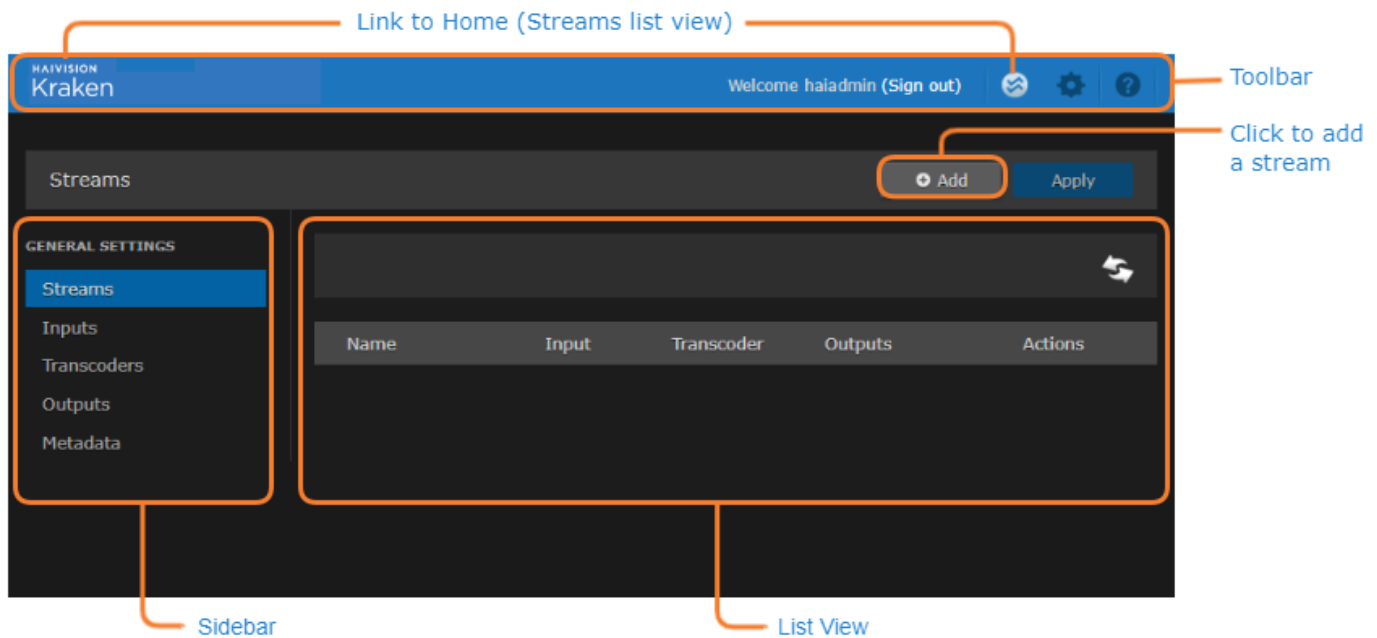 Link to Home (Streams list view)
HAIVISION
Kraken
Welcome haiadmin (Sign out)
Toolbar
Click to add
a stream
Streams
Add
Apply
GENERAL SETTINGS
Streams
Inputs
Transcoders
Outputs
Metadata
Name Input Transcoder Outputs Actions
Sidebar
List View